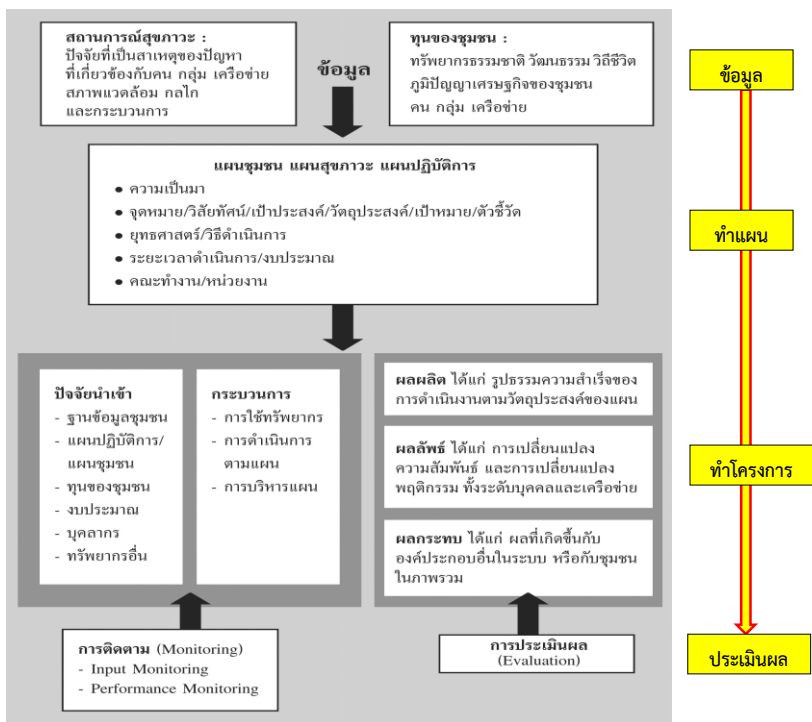 สถานการณ์สุขภาวะ :
ปัจจัยที่เป็นสาเหตุของปัญหา
ที่เกี่ยวข้องกับคน กลุ่ม เครือข่าย
สภาพแวดล้อม กลไก
และกระบวนการ
ข้อมูล
ทุนของชุมชน :
ทรัพยากรธรรมชาติ วัฒนธรรม วิถีชีวิต
ภูมิปัญญาเศรษฐกิจของชุมชน
คน กลุ่ม เครือข่าย
แผนชุมชน แผนสุขภาวะ แผนปฏิบัติการ
● ความเป็นมา
● จุดหมาย/วิสัยทัศน์/เป้าประสงค์/วัตถุประสงค์/เป้าหมาย/ตัวชี้วัด
● ยุทธศาสตร์/วิธีดำเนินการ
● ระยะเวลาดำเนินการ/งบประมาณ
● คณะทำงาน/หน่วยงาน
ปัจจัยนำเข้า
- ฐานข้อมูลชุมชน
- แผนปฏิบัติการ/
แผนชุมชน
- ทุนของชุมชน
- งบประมาณ
- บุคลากร
- ทรัพยากรอื่น
กระบวนการ
- การใช้ทรัพยากร
- การดำเนินการ
ตามแผน
- การบริหารแผน
ผลผลิต ได้แก่ รูปธรรมความสำเร็จของ
การดำเนินงานตามวัตถุประสงค์ของแผน
ผลลัพธ์ ได้แก่ การเปลี่ยนแปลง
ความสัมพันธ์ และการเปลี่ยนแปลง
พฤติกรรม ทั้งระดับบุคคลและเครือข่าย
ผลกระทบ ได้แก่ ผลที่เกิดขึ้นกับ
องค์ประกอบอื่นในระบบ หรือกับชุมชน
ในภาพรวม
การติดตาม (Monitoring)
- Input Monitoring
- Performance Monitoring
การประเมินผล
(Evaluation)
ข้อมูล
ทำแผน
ทำโครงการ
ประเมินผล